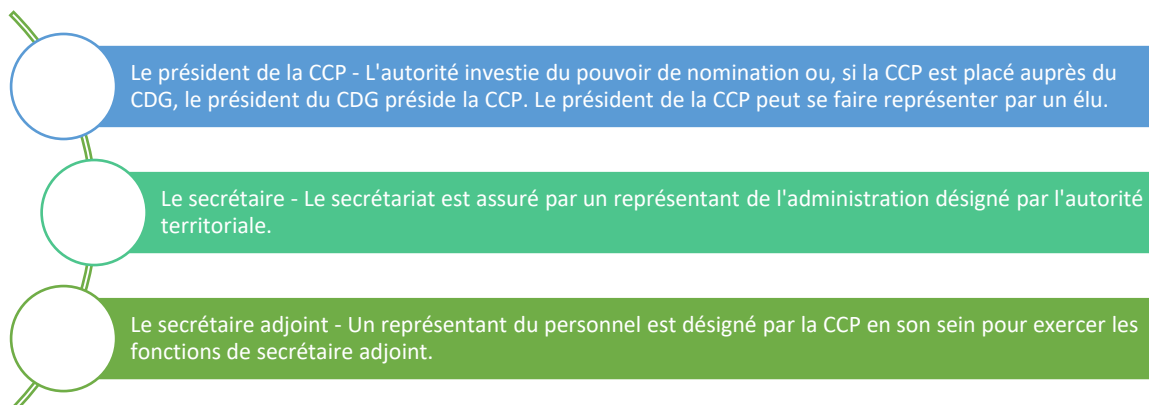 Le président de la CCP - L'autorité investie du pouvoir de nomination ou, si la CCP est placé auprès du
CDG, le président du CDG préside la CCP. Le président de la CCP peut se faire représenter par un élu.
Le secrétaire - Le secrétariat est assuré par un représentant de l'administration désigné par l'autorité
territoriale.
Le secrétaire adjoint - Un représentant du personnel est désigné par la CCP en son sein pour exercer les
fonctions de secrétaire adjoint.